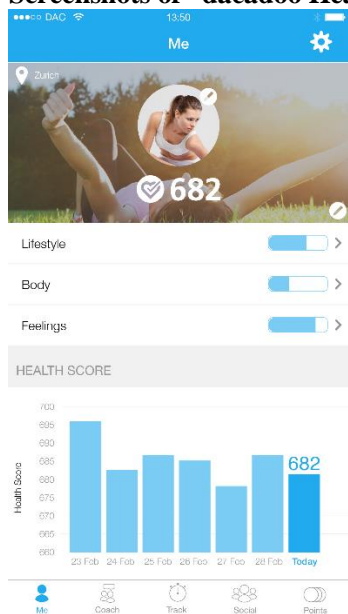 Screenshots of "dacadoo Hea
DAC 13:50
Me
Zurich
682
Lifestyle
Body
Feelings
HEALTH SCORE
Health Score
700
695
690
685
680
675
670
665
660
682
23 Feb 24 Feb 25 Feb 26 Feb 27 Feb 28 Feb Today
Me Coach Track Social Points